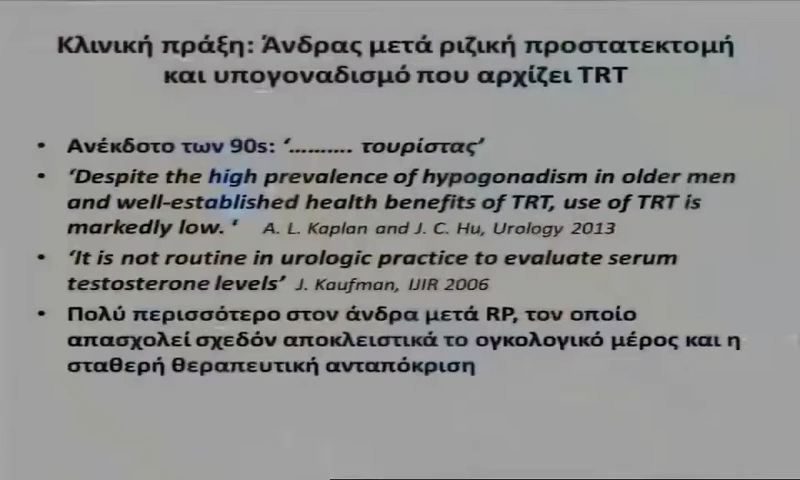 Κλινική πράξη: Άνδρας μετά ριζική προστατεκτομή
και υπογοναδισμό που αρχίζει TRT
• Ανέκδοτο των 90s: ‘………. τουρίστας’
• ‘Despite the high prevalence of hypogonadism in older men
and well-established health benefits of TRT, use of TRT is
markedly low. ‘ A. L. Kaplan and J. C. Hu, Urology 2013
• ‘It is not routine in urologic practice to evaluate serum
testosterone levels’ J. Kaufman, IJIR 2006
• Πολύ περισσότερο στον άνδρα μετά RP, τον οποίο
απασχολεί σχεδόν αποκλειστικά το ογκολογικό μέρος και η
σταθερή θεραπευτική ανταπόκριση